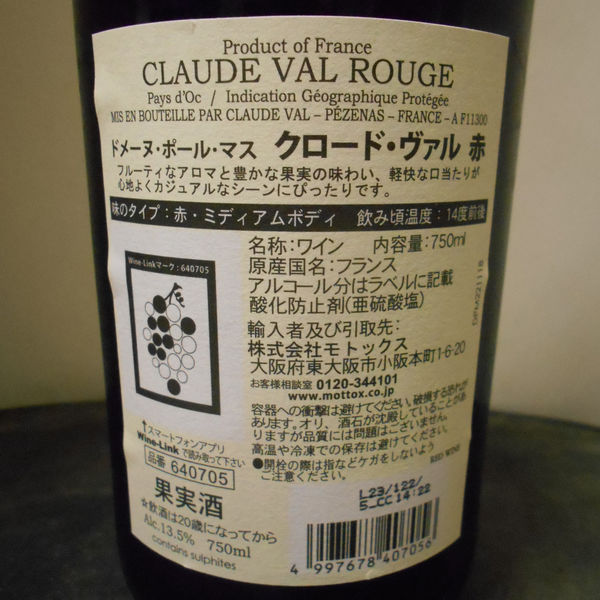 Product of France
CLAUDE VAL ROUGE
Pays d'Oc / Indication Géographique Protégée
MIS EN BOUTEILLE PAR CLAUDE VAL – PÉZENAS – FRANCE – A F11300
ドメーヌ・ポール・マス クロード・ヴァル 赤
フルーティなアロマと豊かな果実の味わい、軽快な口当たりが
心地よくカジュアルなシーンにぴったりです。
味のタイプ:赤・ミディアムボディ 飲み頃温度:14度前後
Wine-Linkマーク:640705
名称:ワイン 内容量:750ml
原産国名:フランス
アルコール分はラベルに記載
酸化防止剤(亜硫酸塩)
輸入者及び引取先:
株式会社モトックス
大阪府東大阪市小阪本町1-6-20
お客様相談室 0120-344101
www.mottox.co.jp
容器への衝撃は避けてください。破損する恐れが
あります。オリ、酒石が沈殿していることがあ
りますが品質には問題はございません。
高温や冷凍での保存は避けてください。
●開栓の際は指などケガをしないよう
ご注意ください。
RED WINE
↑スマートフォンアプリ
Wine-Linkで読み取って下さい
品番 640705
果実酒
☆飲酒は20歳になってから
Alc.13.5% 750ml
contains sulphites
L23/122/
5_CC 14:22
4 997678 407056